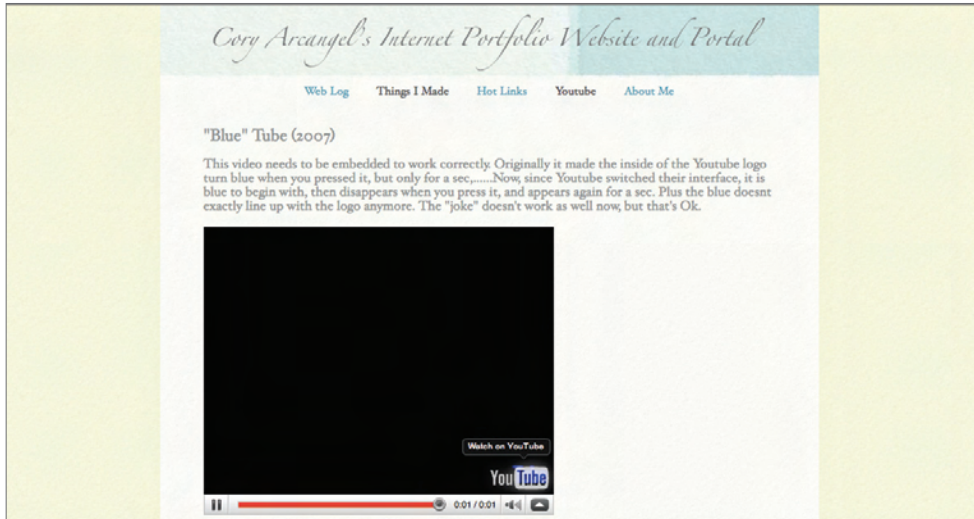 Cory Arcangel's Internet Portfolio Website and Portal
Web Log Things I Made Hot Links Youtube About Me
"Blue" Tube (2007)
This video needs to be embedded to work correctly. Originally it made the inside of the Youtube logo
turn blue when you pressed it, but only for a sec,......Now, since Youtube switched their interface, it is
blue to begin with, then disappears when you press it, and appears again for a sec. Plus the blue doesnt
exactly line up with the logo anymore. The "joke" doesn't work as well now, but that's Ok.
Watch on YouTube
YouTube
0:01 / 0:01